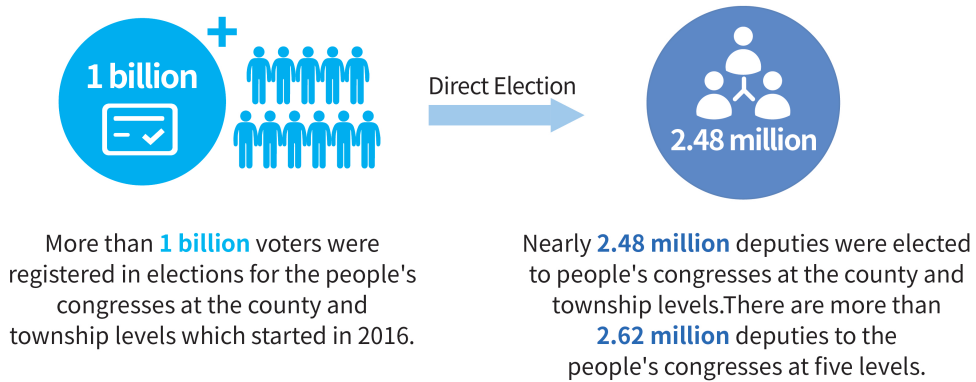 1 billion
Direct Election
2.48 million
More than 1 billion voters were
registered in elections for the people's
congresses at the county and
township levels which started in 2016.
Nearly 2.48 million deputies were elected
to people's congresses at the county and
township levels.There are more than
2.62 million deputies to the
people's congresses at five levels.